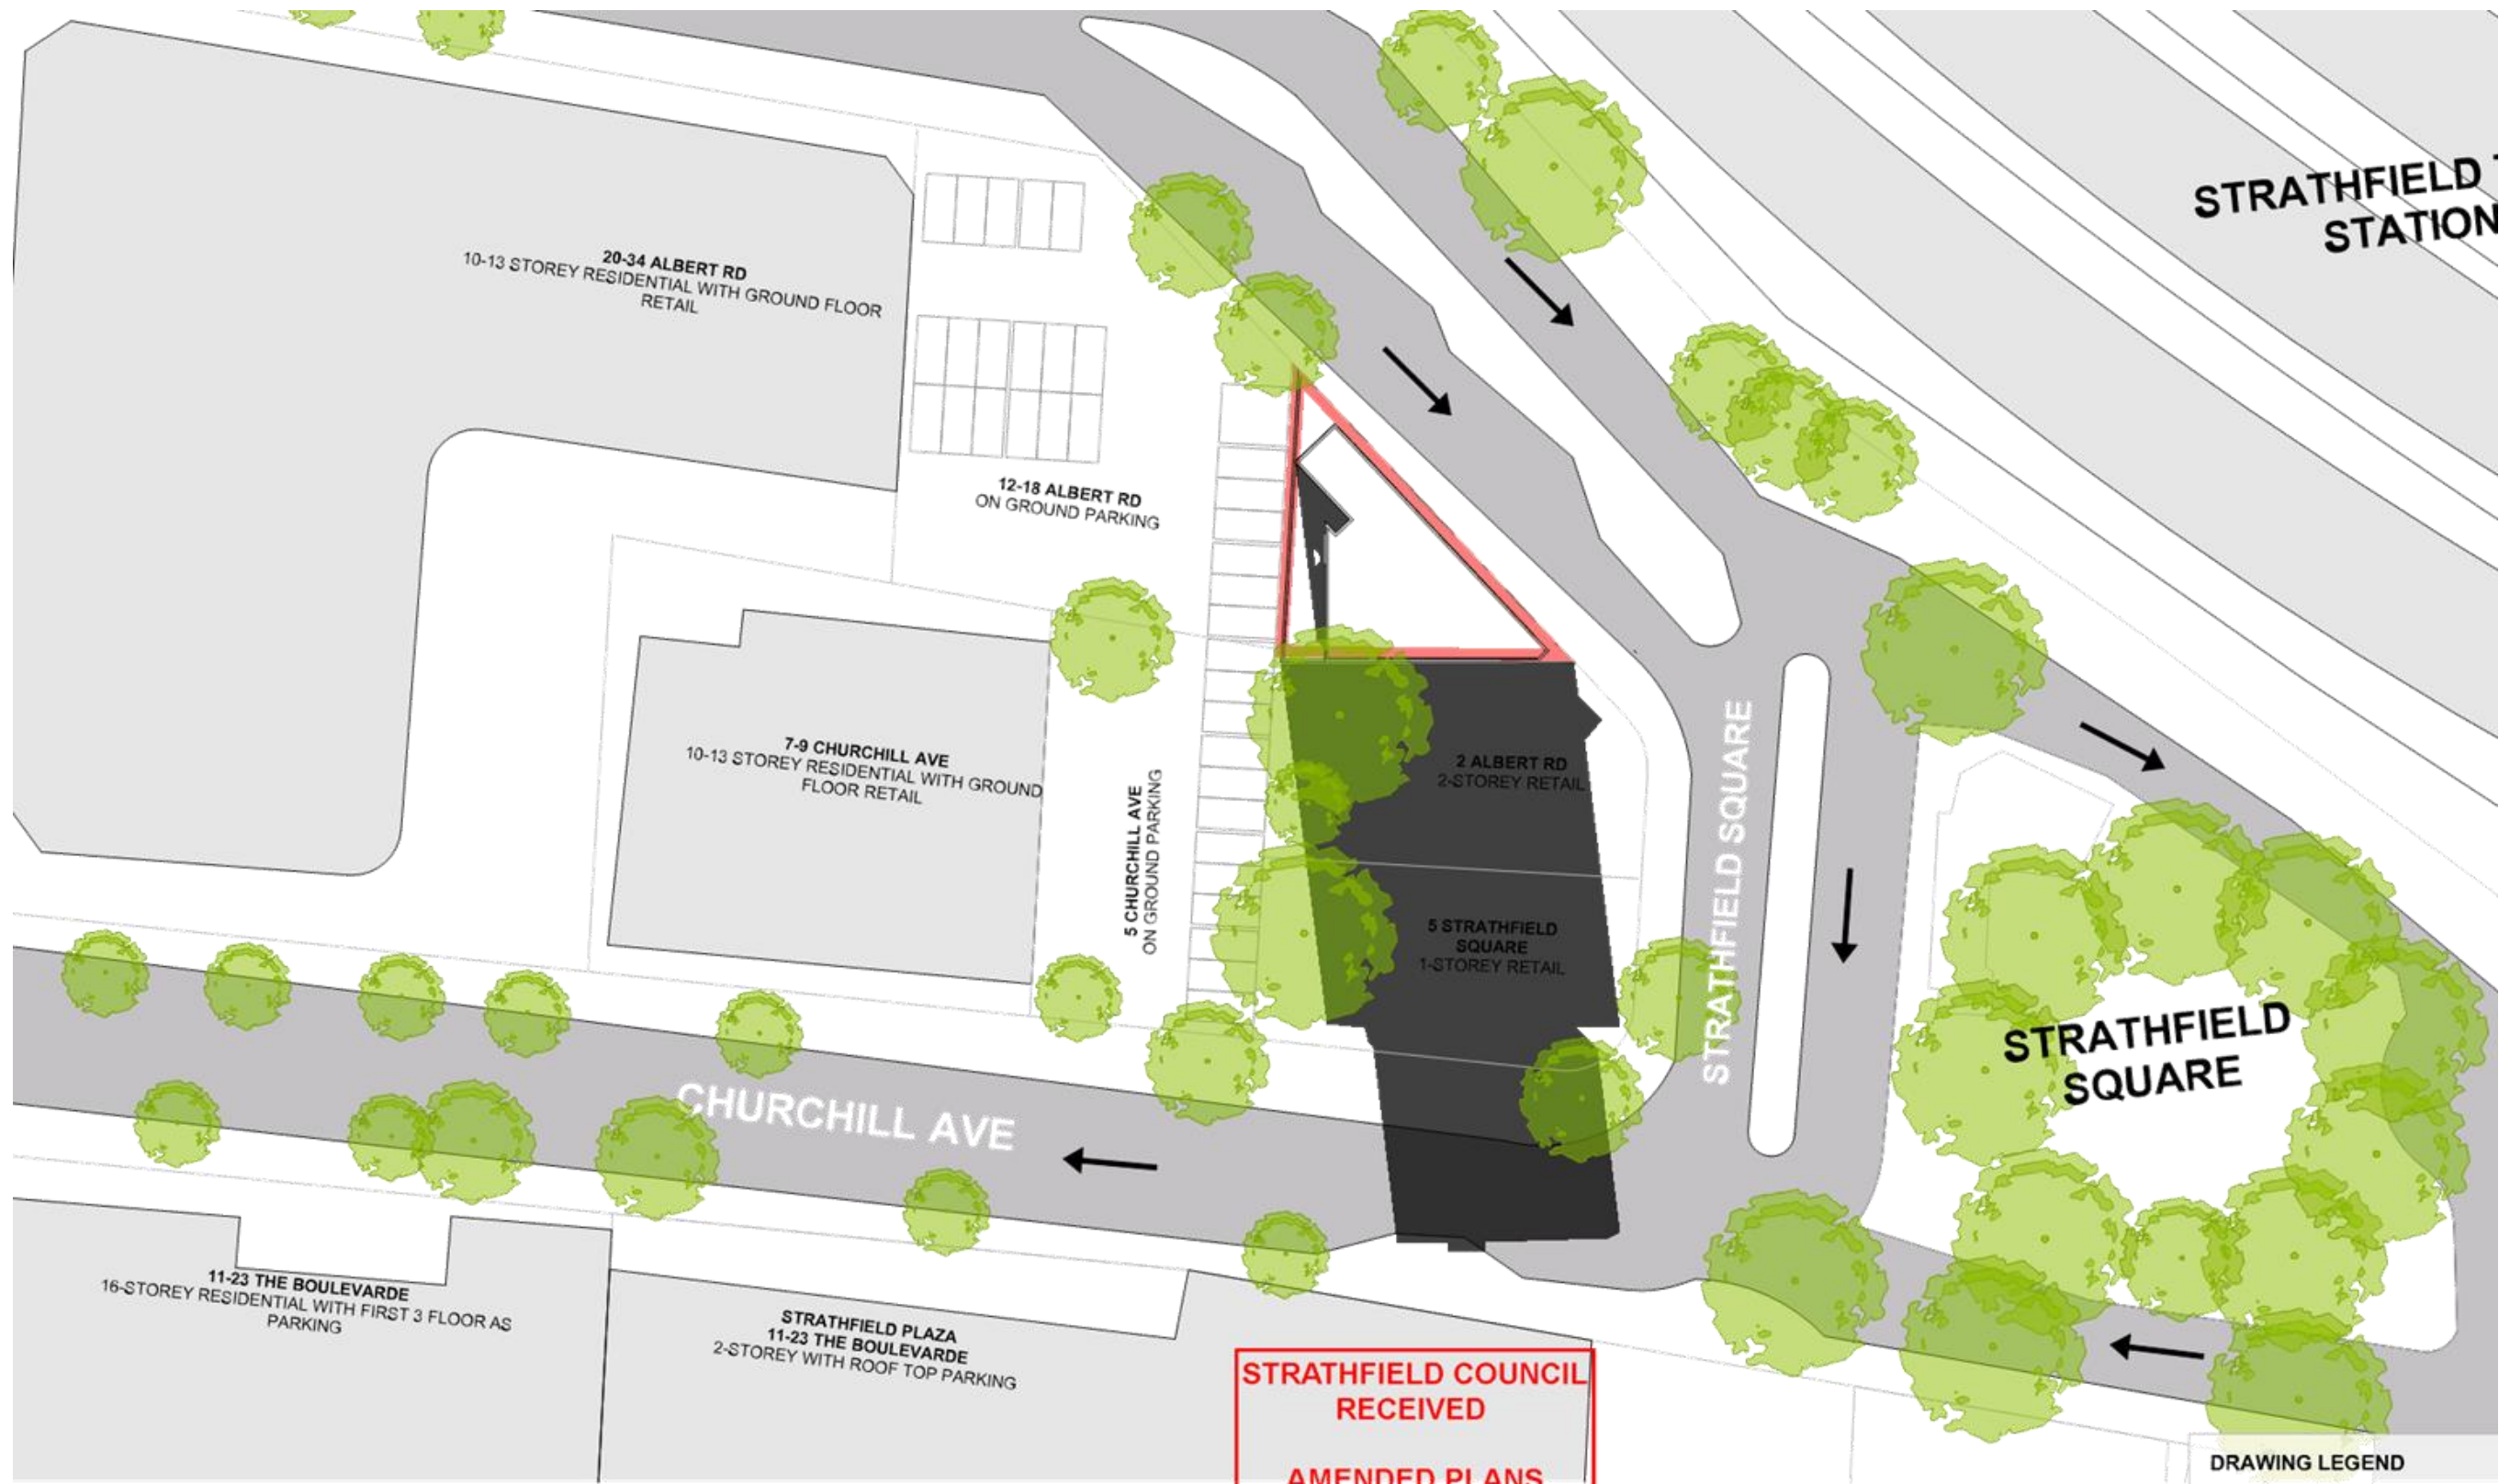 STRATHFIELD
STATION
20-34 ALBERT RD
10-13 STOREY RESIDENTIAL WITH GROUND FLOOR
RETAIL
12-18 ALBERT RD
ON GROUND PARKING
7-9 CHURCHILL AVE
10-13 STOREY RESIDENTIAL WITH GROUND
FLOOR RETAIL
5 CHURCHILL AVE
ON GROUND PARKING
2 ALBERT RD
2-STOREY RETAIL
5 STRATHFIELD
SQUARE
1-STOREY RETAIL
STRATHFIELD SQUARE
STRATHFIELD
SQUARE
CHURCHILL AVE
11-23 THE BOULEVARDE
16-STOREY RESIDENTIAL WITH FIRST 3 FLOOR AS
PARKING
STRATHFIELD PLAZA
11-23 THE BOULEVARDE
2-STOREY WITH ROOF TOP PARKING
STRATHFIELD COUNCIL
RECEIVED
AMENDED PLANS
DRAWING LEGEND